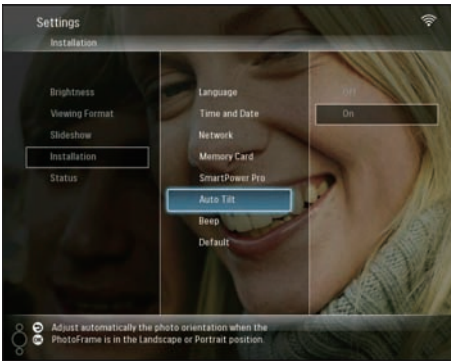 Settings
Installation
Brightness
Viewing Format
Slideshow
Installation
Status
Language
Time and Date
Network
Memory Card
SmartPower Pro
Auto Tilt
Beep
Default
Off
On
Adjust automatically the photo orientation when the
PhotoFrame is in the Landscape or Portrait position.